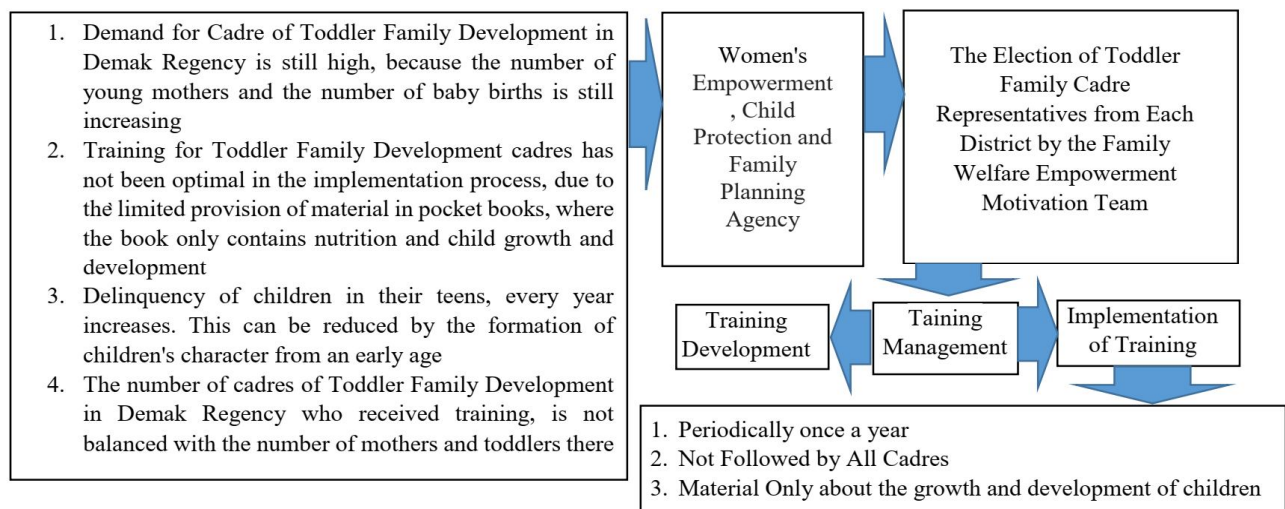 1. Demand for Cadre of Toddler Family Development in
Demak Regency is still high, because the number of
young mothers and the number of baby births is still
increasing
2. Training for Toddler Family Development cadres has
not been optimal in the implementation process, due to
the limited provision of material in pocket books, where
the book only contains nutrition and child growth and
development
3. Delinquency of children in their teens, every year
increases. This can be reduced by the formation of
children's character from an early age
4. The number of cadres of Toddler Family Development
in Demak Regency who received training, is not
balanced with the number of mothers and toddlers there
Women's
Empowerment
, Child
Protection and
Family
Planning
Agency
The Election of Toddler
Family Cadre
Representatives from Each
District by the Family
Welfare Empowerment
Motivation Team
Training
Development
Taining
Management
Implementation
of Training
1. Periodically once a year
2. Not Followed by All Cadres
3. Material Only about the growth and development of children